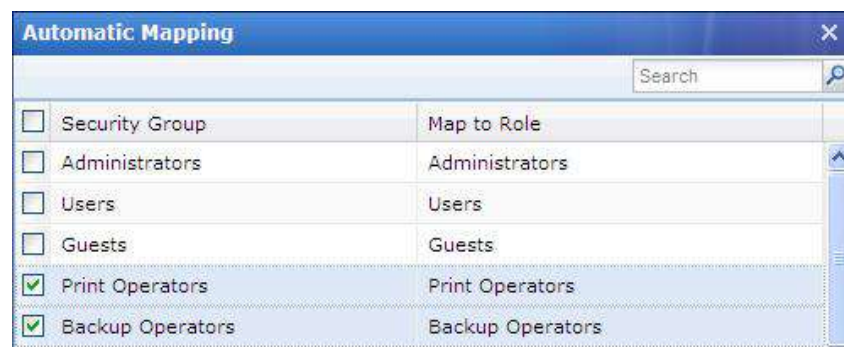 Automatic Mapping
Search
Security Group Map to Role
Administrators Administrators
Users Users
Guests Guests
Print Operators Print Operators
Backup Operators Backup Operators